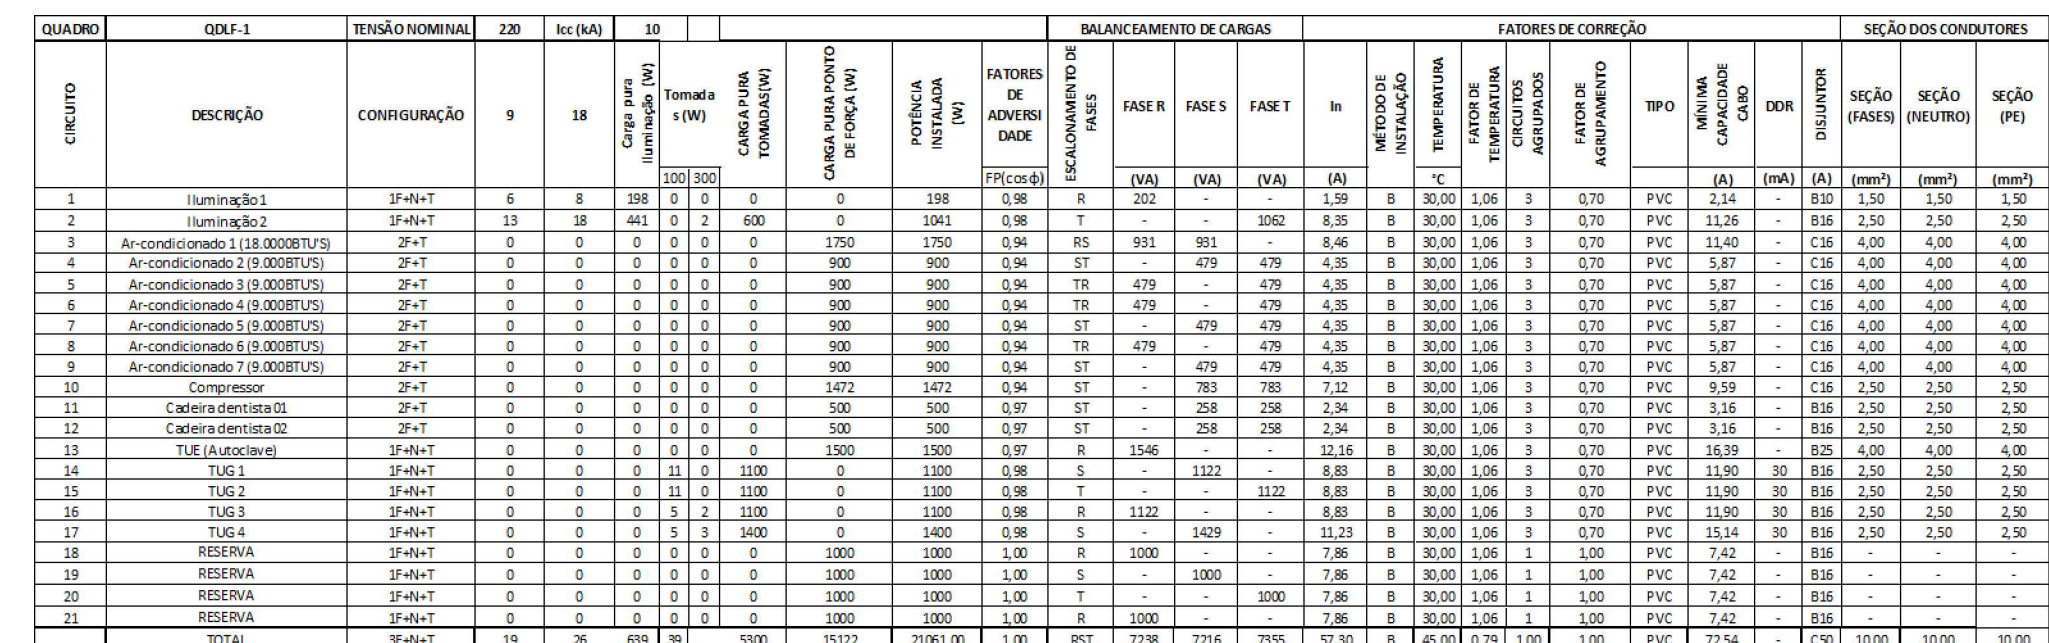 QUADRO QDLF-1 TENSÃO NOMINAL 220 Icc (kA) 10 BALANCEAMENTO DE CARGAS FATORES DE CORREÇÃO SEÇÃO DOS CONDUTORES
CIRCUITO DESCRIÇÃO CONFIGURAÇÃO 9 18 Carga pura Iluminação (W) Tomadas (W) CARGA PURA TOMADAS(W) CARGA PURA PONTO DE FORÇA (W) POTÊNCIA INSTALADA (W) FATORES DE ADVERSIDADE ESCALONAMENTO DE FASES FASE R FASE S FASE T In MÉTODO DE INSTALAÇÃO TEMPERATURA FATOR DE TEMPERATURA CIRCUITOS AGRUPADOS FATOR DE AGRUPAMENTO TIPO MÍNIMA CAPACIDADE CABO DDR DISJUNTOR SEÇÃO (FASES) SEÇÃO (NEUTRO) SEÇÃO (PE)
100 300 FP(cosφ) (VA) (VA) (VA) (A) °C (A) (mA) (A) (mm²) (mm²) (mm²)
1 Iluminação 1 1F+N+T 6 8 198 0 0 0 0 198 0,98 R 202 - - 1,59 B 30,00 1,06 3 0,70 PVC 2,14 - B10 1,50 1,50 1,50
2 Iluminação 2 1F+N+T 13 18 441 0 2 600 0 1041 0,98 T - - 1062 8,35 B 30,00 1,06 3 0,70 PVC 11,26 - B16 2,50 2,50 2,50
3 Ar-condicionado 1 (18.0000BTU'S) 2F+T 0 0 0 0 0 0 1750 1750 0,94 RS 931 931 - 8,46 B 30,00 1,06 3 0,70 PVC 11,40 - C16 4,00 4,00 4,00
4 Ar-condicionado 2 (9.000BTU'S) 2F+T 0 0 0 0 0 0 900 900 0,94 ST - 479 479 4,35 B 30,00 1,06 3 0,70 PVC 5,87 - C16 4,00 4,00 4,00
5 Ar-condicionado 3 (9.000BTU'S) 2F+T 0 0 0 0 0 0 900 900 0,94 TR 479 - 479 4,35 B 30,00 1,06 3 0,70 PVC 5,87 - C16 4,00 4,00 4,00
6 Ar-condicionado 4 (9.000BTU'S) 2F+T 0 0 0 0 0 0 900 900 0,94 TR 479 - 479 4,35 B 30,00 1,06 3 0,70 PVC 5,87 - C16 4,00 4,00 4,00
7 Ar-condicionado 5 (9.000BTU'S) 2F+T 0 0 0 0 0 0 900 900 0,94 ST - 479 479 4,35 B 30,00 1,06 3 0,70 PVC 5,87 - C16 4,00 4,00 4,00
8 Ar-condicionado 6 (9.000BTU'S) 2F+T 0 0 0 0 0 0 900 900 0,94 TR 479 - 479 4,35 B 30,00 1,06 3 0,70 PVC 5,87 - C16 4,00 4,00 4,00
9 Ar-condicionado 7 (9.000BTU'S) 2F+T 0 0 0 0 0 0 900 900 0,94 ST - 479 479 4,35 B 30,00 1,06 3 0,70 PVC 5,87 - C16 4,00 4,00 4,00
10 Compressor 2F+T 0 0 0 0 0 0 1472 1472 0,94 ST - 783 783 7,12 B 30,00 1,06 3 0,70 PVC 9,59 - C16 2,50 2,50 2,50
11 Cadeira dentista 01 2F+T 0 0 0 0 0 0 500 500 0,97 ST - 258 258 2,34 B 30,00 1,06 3 0,70 PVC 3,16 - B16 2,50 2,50 2,50
12 Cadeira dentista 02 2F+T 0 0 0 0 0 0 500 500 0,97 ST - 258 258 2,34 B 30,00 1,06 3 0,70 PVC 3,16 - B16 2,50 2,50 2,50
13 TUE (Autoclave) 1F+N+T 0 0 0 0 0 0 1500 1500 0,97 R 1546 - - 12,16 B 30,00 1,06 3 0,70 PVC 16,39 - B25 4,00 4,00 4,00
14 TUG 1 1F+N+T 0 0 0 11 0 1100 0 1100 0,98 S - 1122 - 8,83 B 30,00 1,06 3 0,70 PVC 11,90 30 B16 2,50 2,50 2,50
15 TUG 2 1F+N+T 0 0 0 11 0 1100 0 1100 0,98 T - - 1122 8,83 B 30,00 1,06 3 0,70 PVC 11,90 30 B16 2,50 2,50 2,50
16 TUG 3 1F+N+T 0 0 0 5 2 1100 0 1100 0,98 R 1122 - - 8,83 B 30,00 1,06 3 0,70 PVC 11,90 30 B16 2,50 2,50 2,50
17 TUG 4 1F+N+T 0 0 0 5 3 1400 0 1400 0,98 S - 1429 - 11,23 B 30,00 1,06 3 0,70 PVC 15,14 30 B16 2,50 2,50 2,50
18 RESERVA 1F+N+T 0 0 0 0 0 0 1000 1000 1,00 R 1000 - - 7,86 B 30,00 1,06 1 1,00 PVC 7,42 - B16 - - -
19 RESERVA 1F+N+T 0 0 0 0 0 0 1000 1000 1,00 S - 1000 - 7,86 B 30,00 1,06 1 1,00 PVC 7,42 - B16 - - -
20 RESERVA 1F+N+T 0 0 0 0 0 0 1000 1000 1,00 T - - 1000 7,86 B 30,00 1,06 1 1,00 PVC 7,42 - B16 - - -
21 RESERVA 1F+N+T 0 0 0 0 0 0 1000 1000 1,00 R 1000 - - 7,86 B 30,00 1,06 1 1,00 PVC 7,42 - B16 - - -
TOTAL 3F+N+T 19 26 639 39 5300 15122 21061,00 1,00 RST 7238 7216 7355 57,30 B 45,00 0,79 1,00 1,00 PVC 72,54 - C50 10,00 10,00 10,00